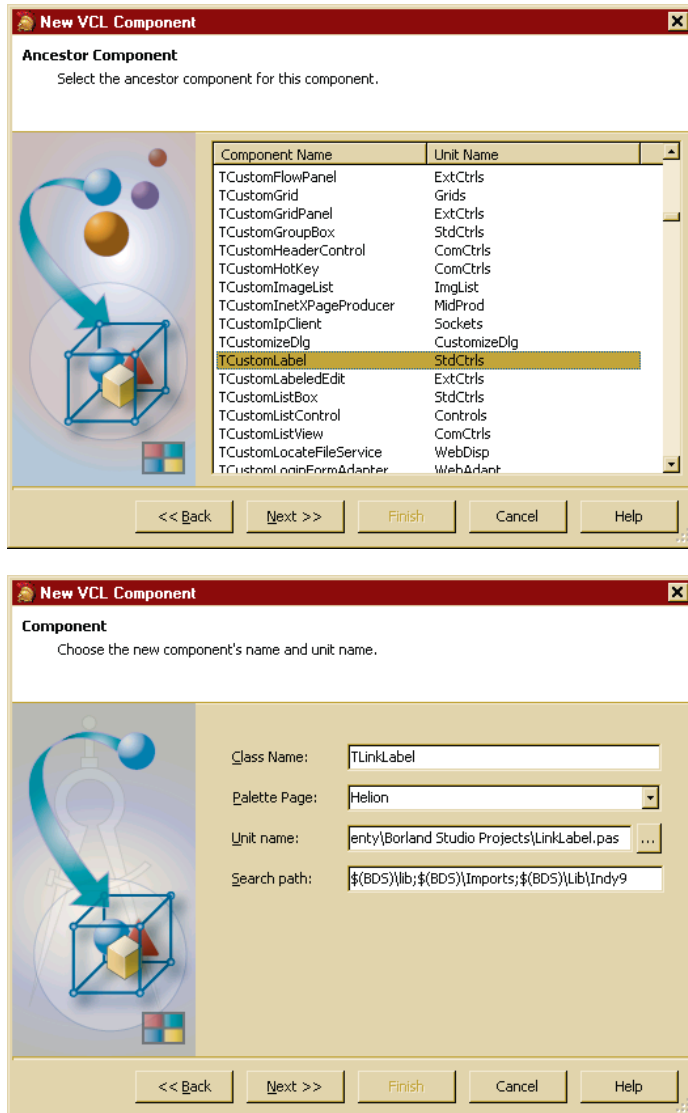 New VCL Component
Ancestor Component
Select the ancestor component for this component.
Component Name Unit Name
TCustomFlowPanel ExtCtrls
TCustomGrid Grids
TCustomGridPanel ExtCtrls
TCustomGroupBox StdCtrls
TCustomHeaderControl ComCtrls
TCustomHotKey ComCtrls
TCustomImageList ImgList
TCustomInetXPageProducer MidProd
TCustomIpClient Sockets
TCustomizeDlg CustomizeDlg
TCustomLabel StdCtrls
TCustomLabeledEdit ExtCtrls
TCustomListBox StdCtrls
TCustomListControl Controls
TCustomListView ComCtrls
TCustomLocateFileService WebDisp
TCustomLoginFormAdapter WebAdapt
<< Back Next >> Finish Cancel Help
New VCL Component
Component
Choose the new component's name and unit name.
Class Name: TLinkLabel
Palette Page: Helion
Unit name: enty\Borland Studio Projects\LinkLabel.pas ...
Search path: $(BDS)\lib;$(BDS)\Imports;$(BDS)\Lib\Indy9
<< Back Next >> Finish Cancel Help